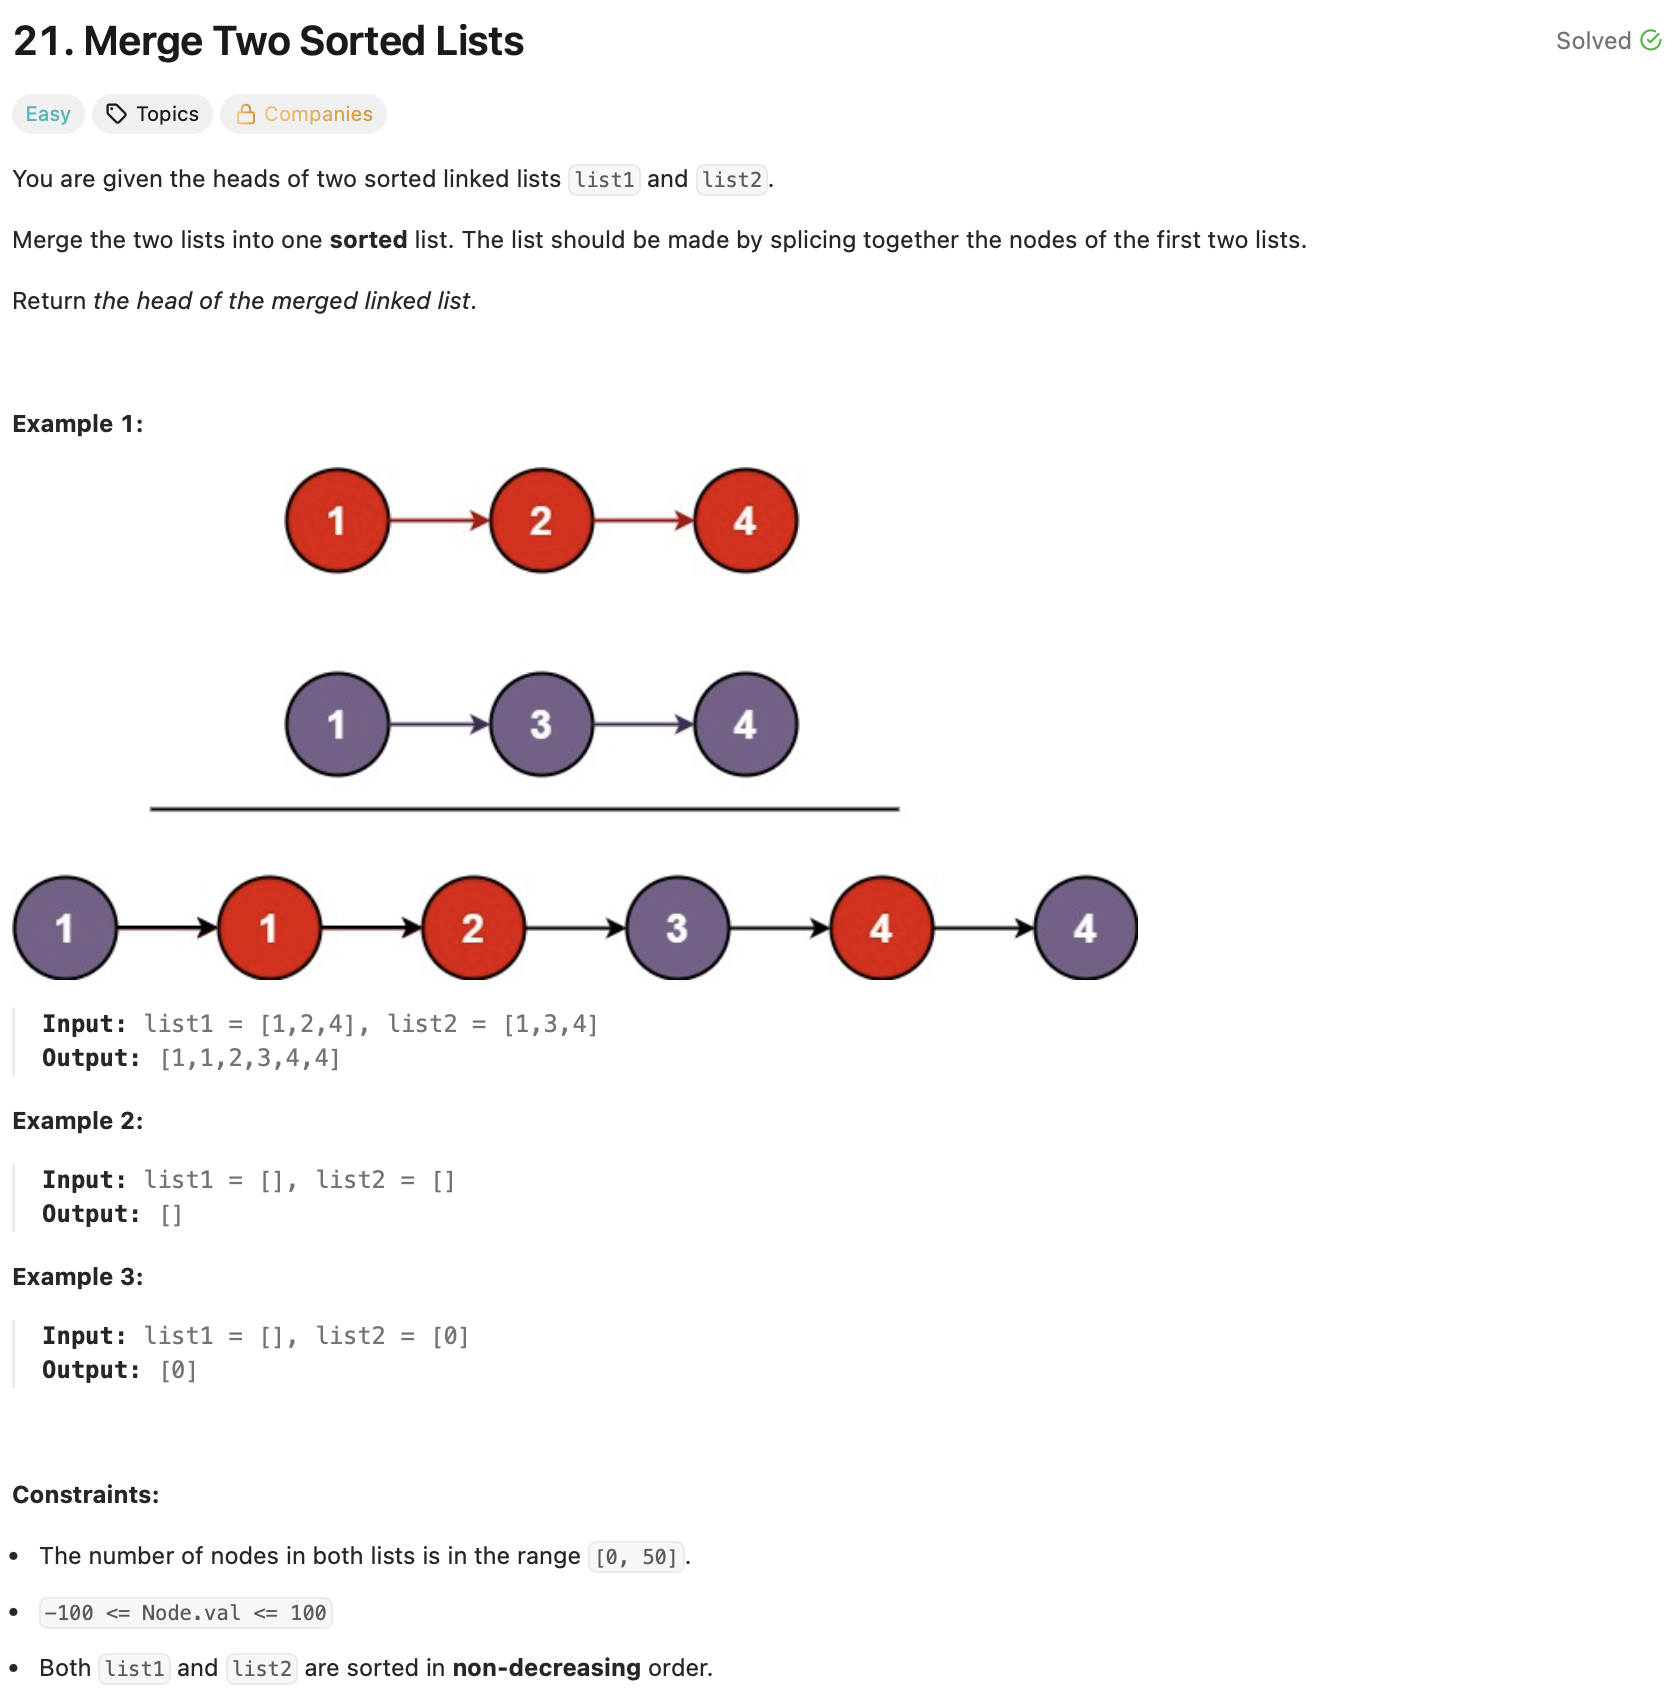 21. Merge Two Sorted Lists
Solved
Easy Topics Companies
You are given the heads of two sorted linked lists list1 and list2.
Merge the two lists into one sorted list. The list should be made by splicing together the nodes of the first two lists.
Return the head of the merged linked list.
Example 1:
1 2 4
1 3 4
1 1 2 3 4 4
Input: list1 = [1,2,4], list2 = [1,3,4]
Output: [1,1,2,3,4,4]
Example 2:
Input: list1 = [], list2 = []
Output: []
Example 3:
Input: list1 = [], list2 = [0]
Output: [0]
Constraints:
• The number of nodes in both lists is in the range [0, 50].
• -100 <= Node.val <= 100
• Both list1 and list2 are sorted in non-decreasing order.